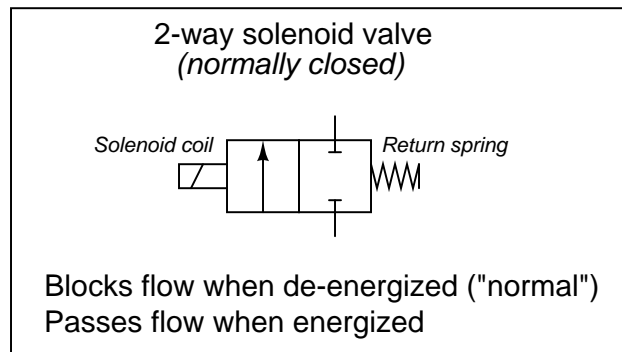 2-way solenoid valve
(normally closed)
Solenoid coil
Return spring
Blocks flow when de-energized ("normal")
Passes flow when energized